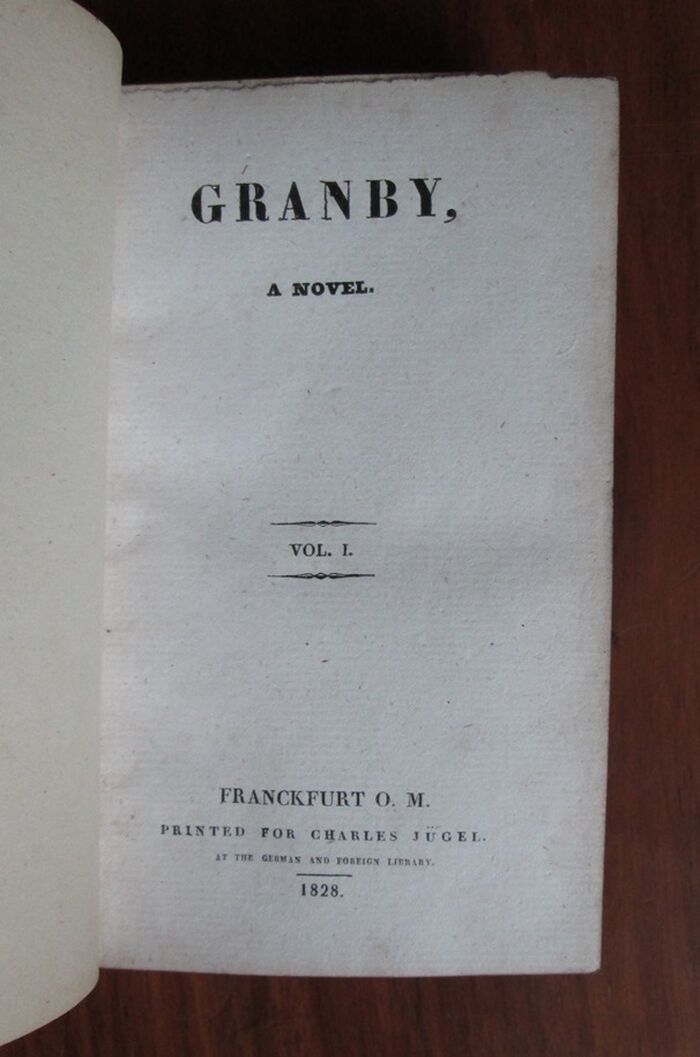 GRANBY,
A NOVEL.
VOL. I.
FRANCKFURT O. M.
PRINTED FOR CHARLES JÜGEL.
AT THE GERMAN AND FOREIGN LIBRARY.
1828.